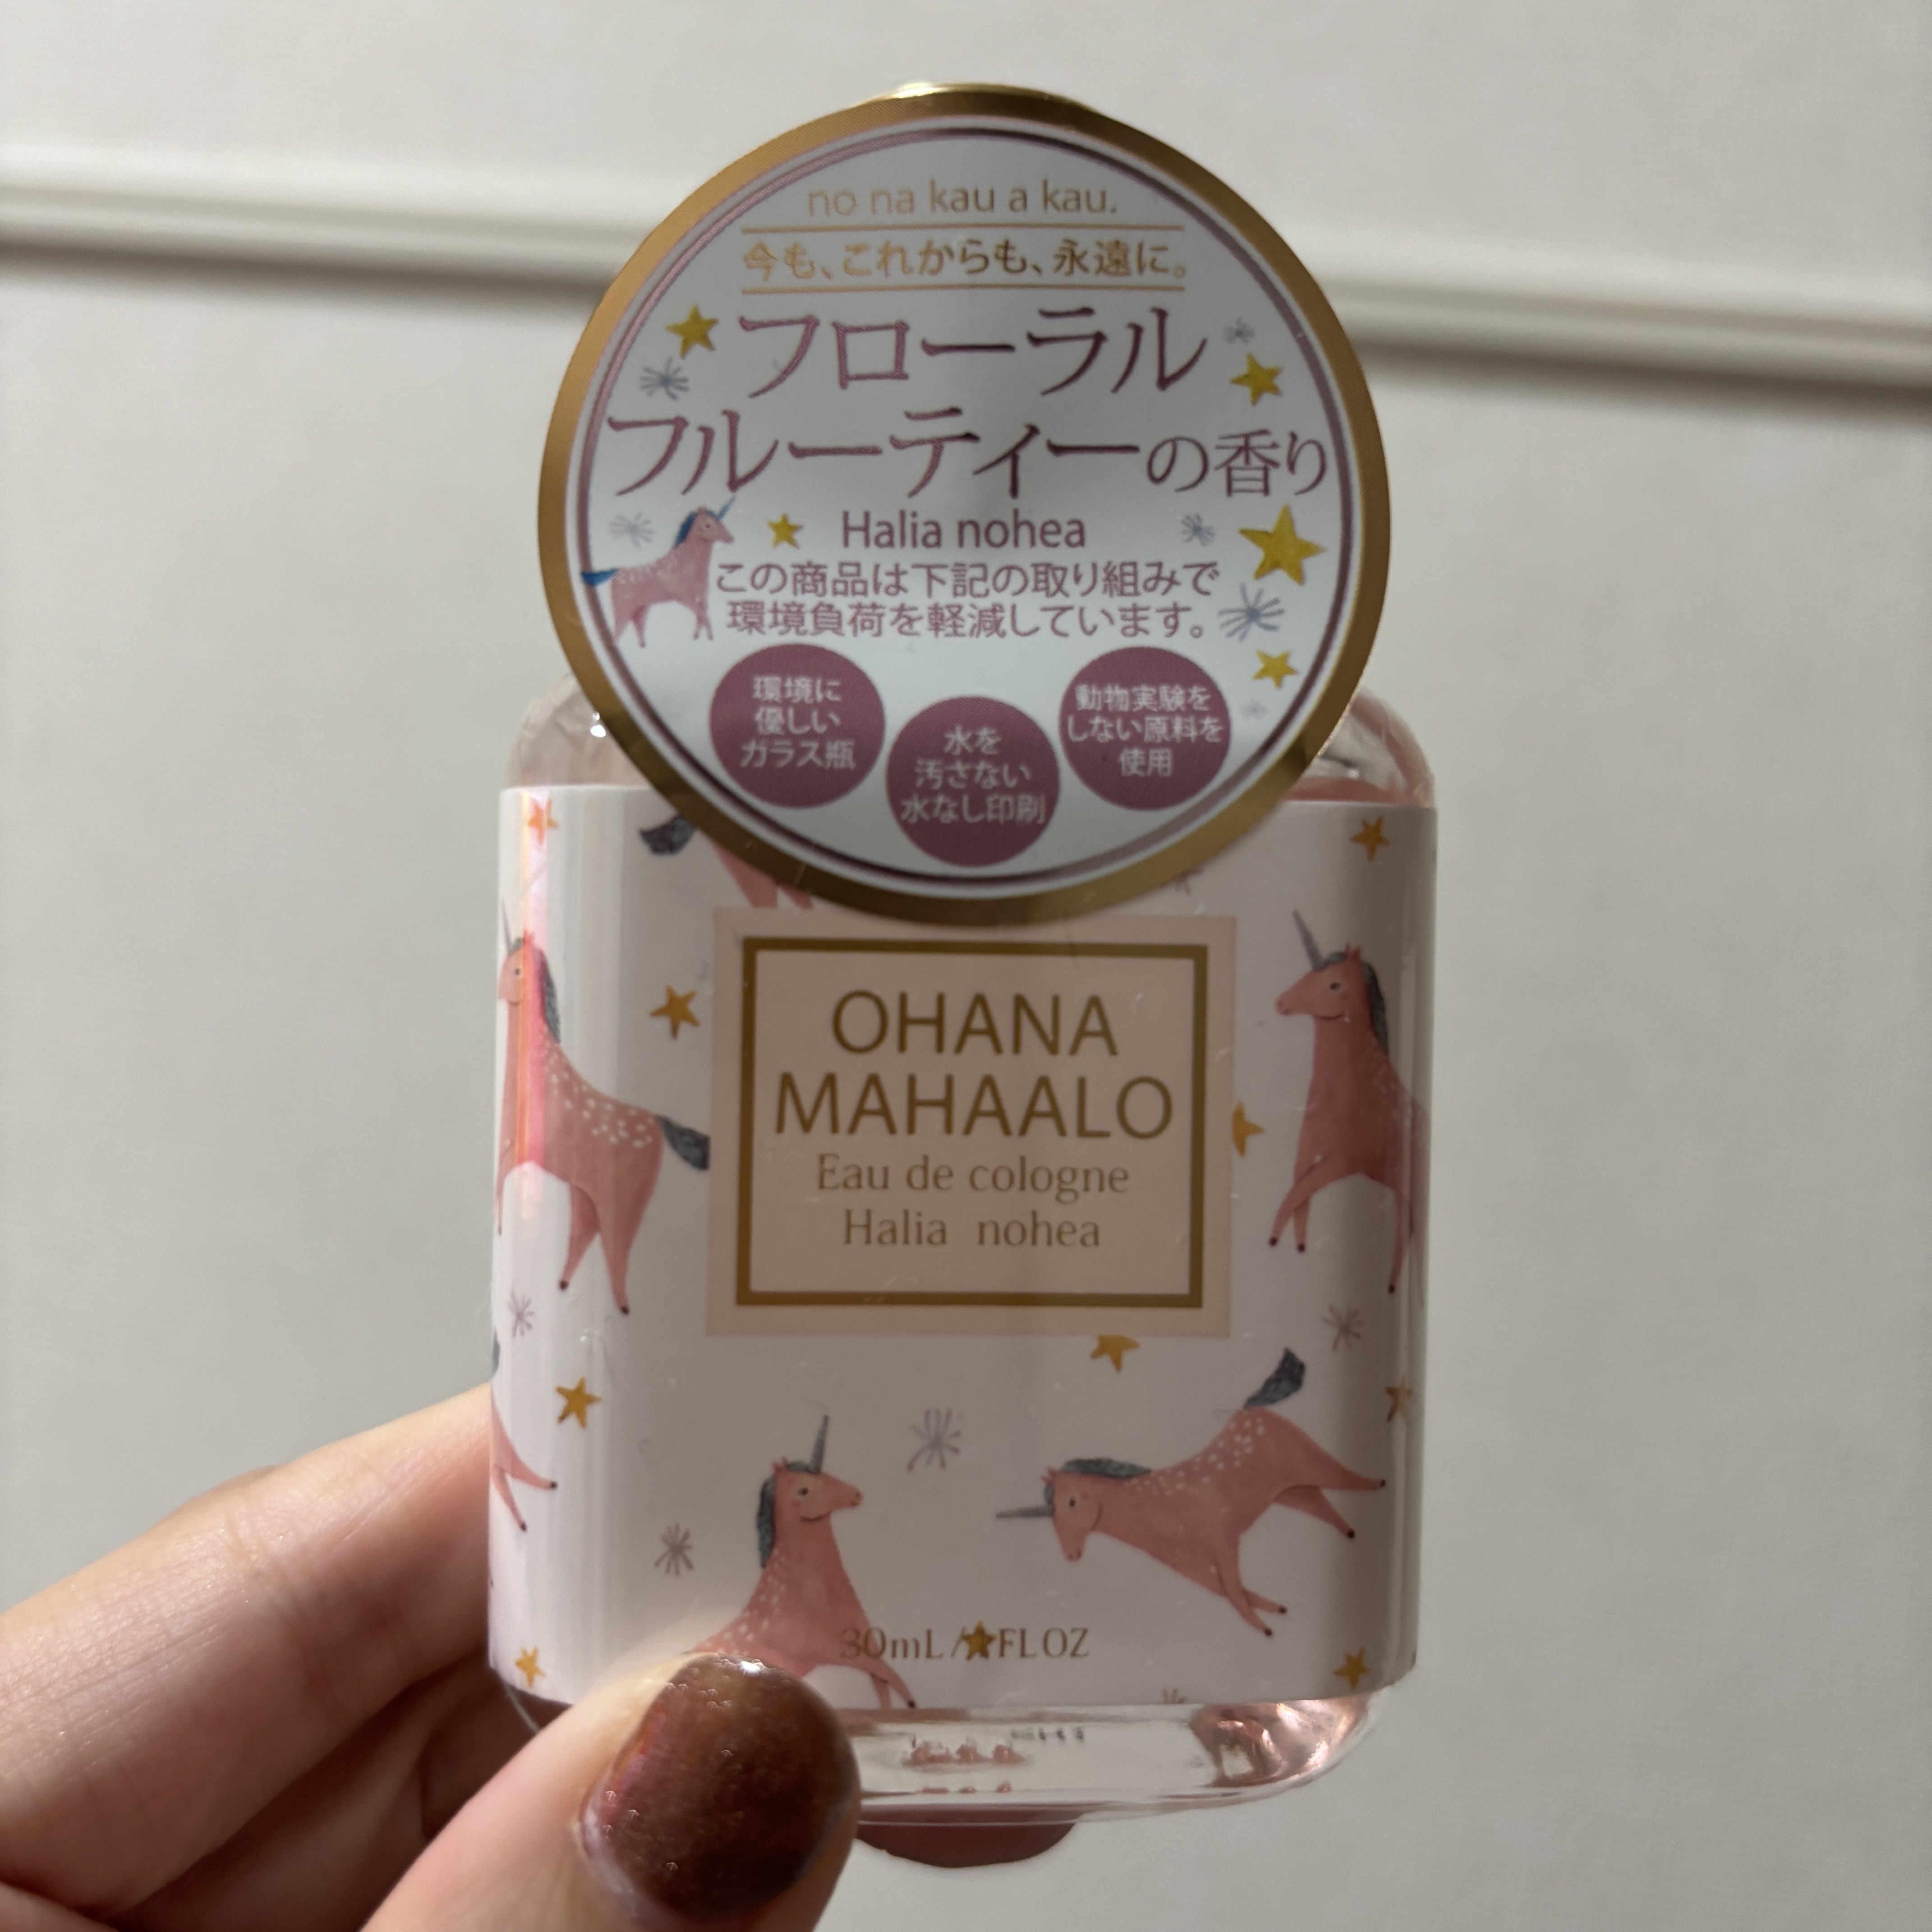 no na kau a kau.
今も、これからも、永遠に。
フローラル
フルーティーの香り
Halia nohea
この商品は下記の取り組みで
環境負荷を軽減しています。
環境に
優しい
ガラス瓶
水を
汚さない
水なし印刷
動物実験を
しない原料を
使用
OHANA
MAHAALO
Eau de cologne
Halia nohea
30mL/ FLOZ